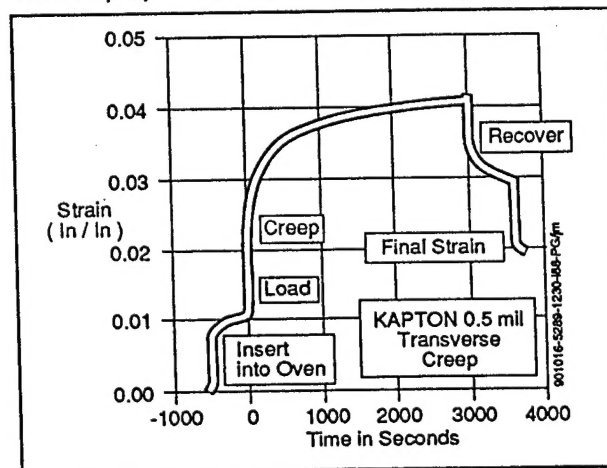 0.05
0.04
0.03
0.02
0.01
0.00
Strain
( In / In )
Recover
Creep
Final Strain
Load
KAPTON 0.5 mil
Transverse
Creep
Insert
into Oven
901016-5289-1230-I88-PG/jm
-1000
0
1000
2000
3000
4000
Time in Seconds